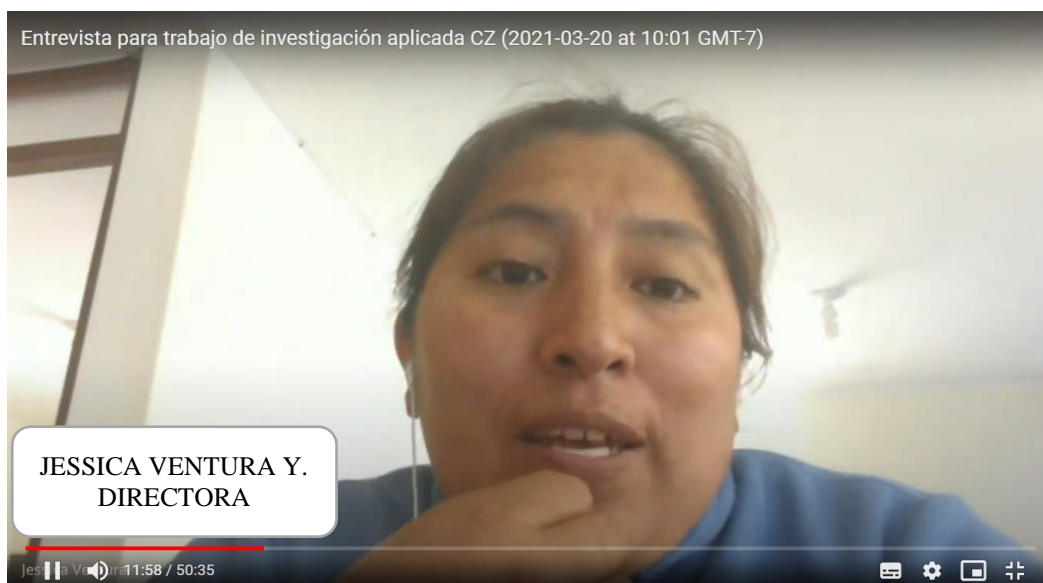 Entrevista para trabajo de investigación aplicada CZ (2021-03-20 at 10:01 GMT-7)
JESSICA VENTURA Y.
DIRECTORA
11:58 / 50:35